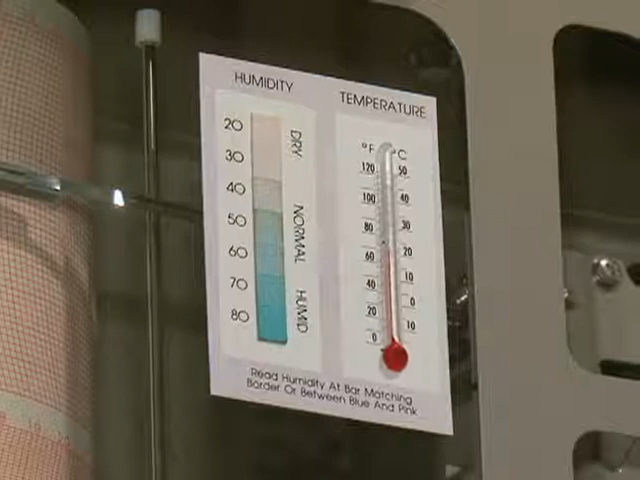 HUMIDITY
TEMPERATURE
°F °C
20
30
40
50
60
70
80
DRY
NORMAL
HUMID
120 50
100 40
80 30
60 20
40 10
20 0
0 10
Read Humidity At Bar Matching
Border Or Between Blue And Pink